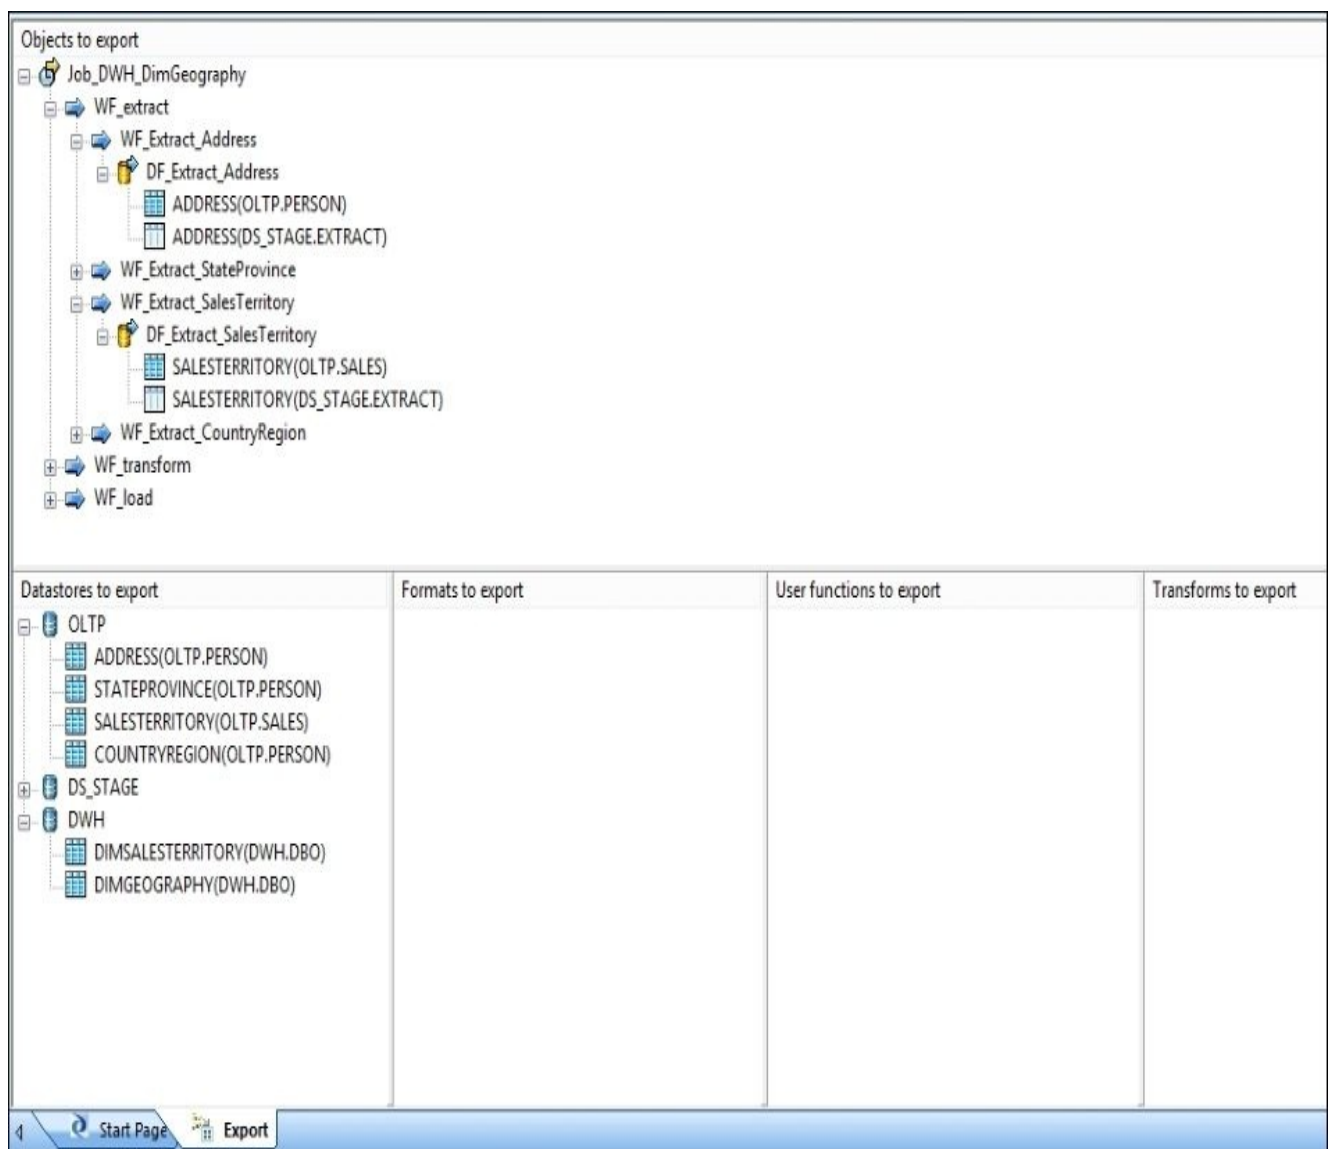 Objects to export
Job_DWH_DimGeography
WF_extract
WF_Extract_Address
DF_Extract_Address
ADDRESS(OLTP.PERSON)
ADDRESS(DS_STAGE.EXTRACT)
WF_Extract_StateProvince
WF_Extract_SalesTerritory
DF_Extract_SalesTerritory
SALESTERRITORY(OLTP.SALES)
SALESTERRITORY(DS_STAGE.EXTRACT)
WF_Extract_CountryRegion
WF_transform
WF_load
Datastores to export
OLTP
ADDRESS(OLTP.PERSON)
STATEPROVINCE(OLTP.PERSON)
SALESTERRITORY(OLTP.SALES)
COUNTRYREGION(OLTP.PERSON)
DS_STAGE
DWH
DIMSALESTERRITORY(DWH.DBO)
DIMGEOGRAPHY(DWH.DBO)
Formats to export
User functions to export
Transforms to export
Start Page
Export